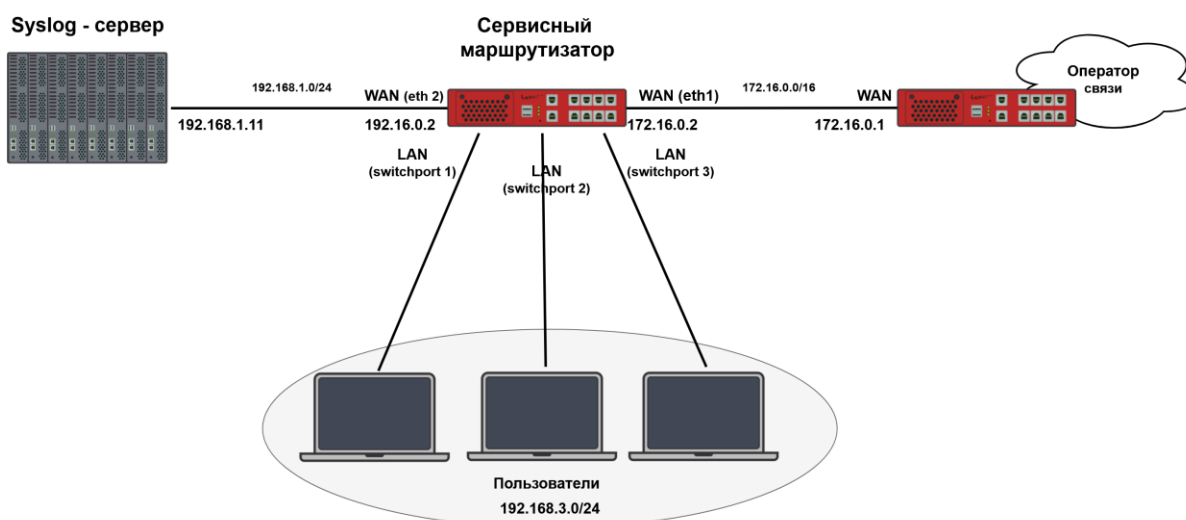 Syslog - сервер
Сервисный
маршрутизатор
Оператор
связи
192.168.1.0/24
WAN (eth 2)
WAN (eth1)
172.16.0.0/16
WAN
192.168.1.11
192.16.0.2
172.16.0.2
172.16.0.1
LAN
(switchport 1)
LAN
(switchport 2)
LAN
(switchport 3)
Пользователи
192.168.3.0/24